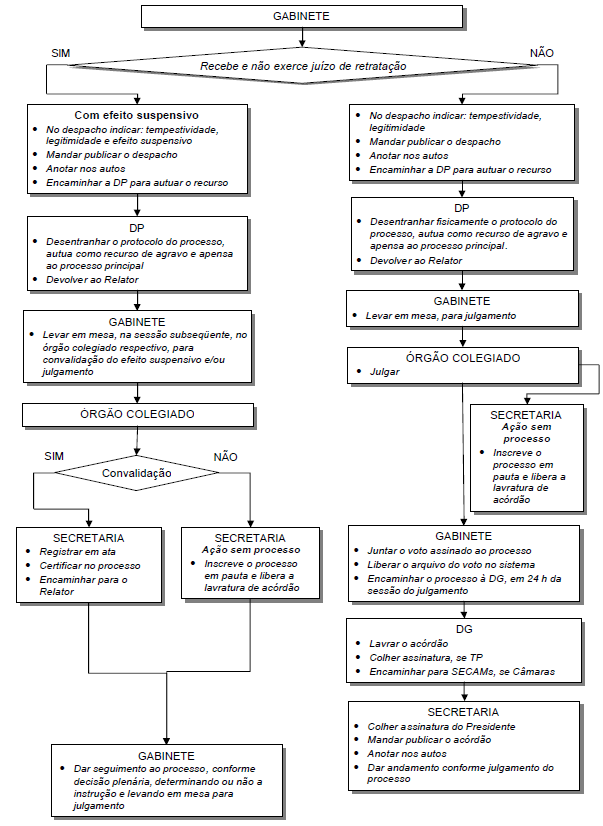 GABINETE
SIM
NÃO
Recebe e não exerce juízo de retratação
Com efeito suspensivo
• No despacho indicar: tempestividade,
legitimidade e efeito suspensivo
• Mandar publicar o despacho
• Anotar nos autos
• Encaminhar a DP para autuar o recurso
DP
• Desentranhar o protocolo do processo,
autua como recurso de agravo e apensa
ao processo principal
• Devolver ao Relator
GABINETE
• Levar em mesa, na sessão subseqüente, no
órgão colegiado respectivo, para
convalidação do efeito suspensivo e/ou
julgamento
ÓRGÃO COLEGIADO
SIM
NÃO
Convalidação
SECRETARIA
• Registrar em ata
• Certificar no processo
• Encaminhar para o
Relator
SECRETARIA
Ação sem processo
• Inscreve o processo
em pauta e libera a
lavratura de acórdão
GABINETE
• Dar seguimento ao processo, conforme
decisão plenária, determinando ou não a
instrução e levando em mesa para
julgamento
• No despacho indicar: tempestividade,
legitimidade
• Mandar publicar o despacho
• Anotar nos autos
• Encaminhar a DP para autuar o recurso
DP
• Desentranhar fisicamente o protocolo do
processo, autua como recurso de agravo e
apensa ao processo principal.
• Devolver ao Relator
GABINETE
• Levar em mesa, para julgamento
ÓRGÃO COLEGIADO
• Julgar
SECRETARIA
Ação sem
processo
• Inscreve o
processo em
pauta e libera a
lavratura de
acórdão
GABINETE
• Juntar o voto assinado ao processo
• Liberar o arquivo do voto no sistema
• Encaminhar o processo à DG, em 24 h da
sessão do julgamento
DG
• Lavrar o acórdão
• Colher assinatura, se TP
• Encaminhar para SECAMs, se Câmaras
SECRETARIA
• Colher assinatura do Presidente
• Mandar publicar o acórdão
• Anotar nos autos
• Dar andamento conforme julgamento do
processo